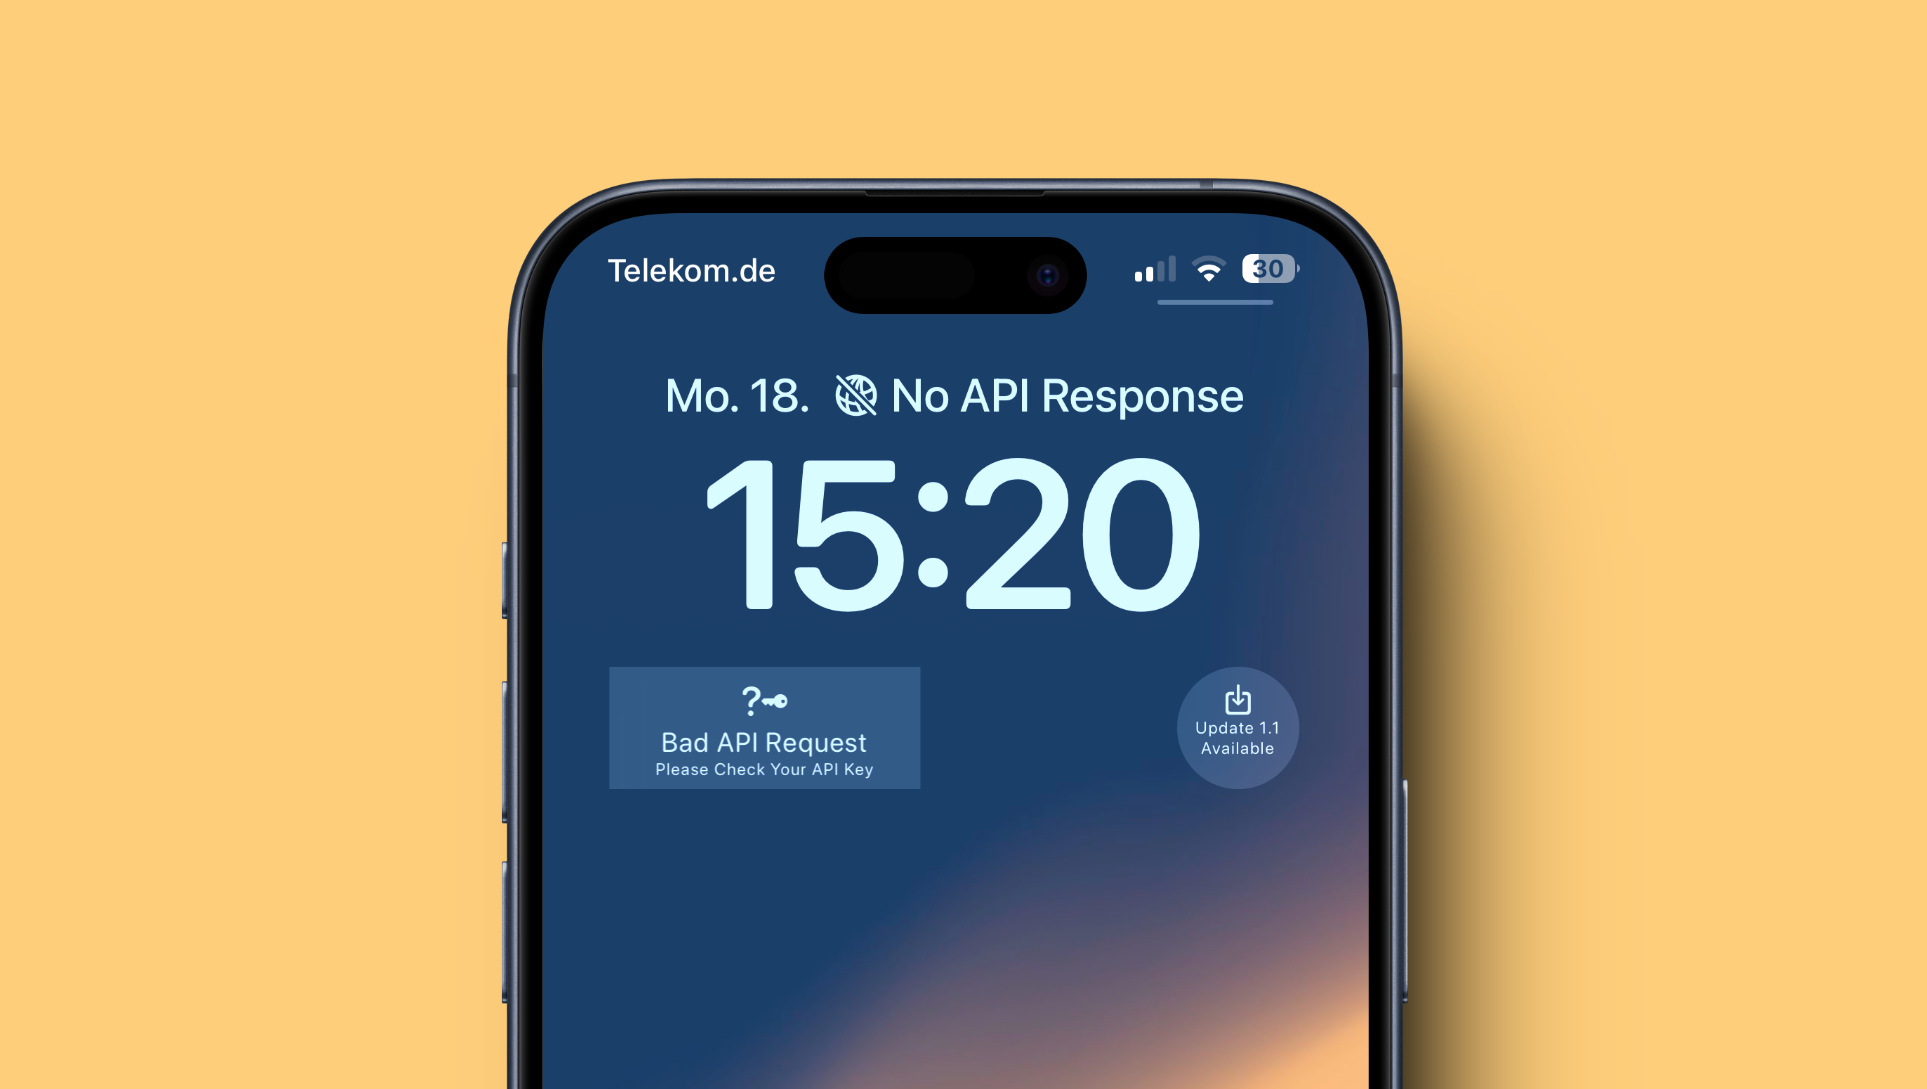 Telekom.de
30
Mo. 18. No API Response
15:20
?
Bad API Request
Please Check Your API Key
Update 1.1
Available